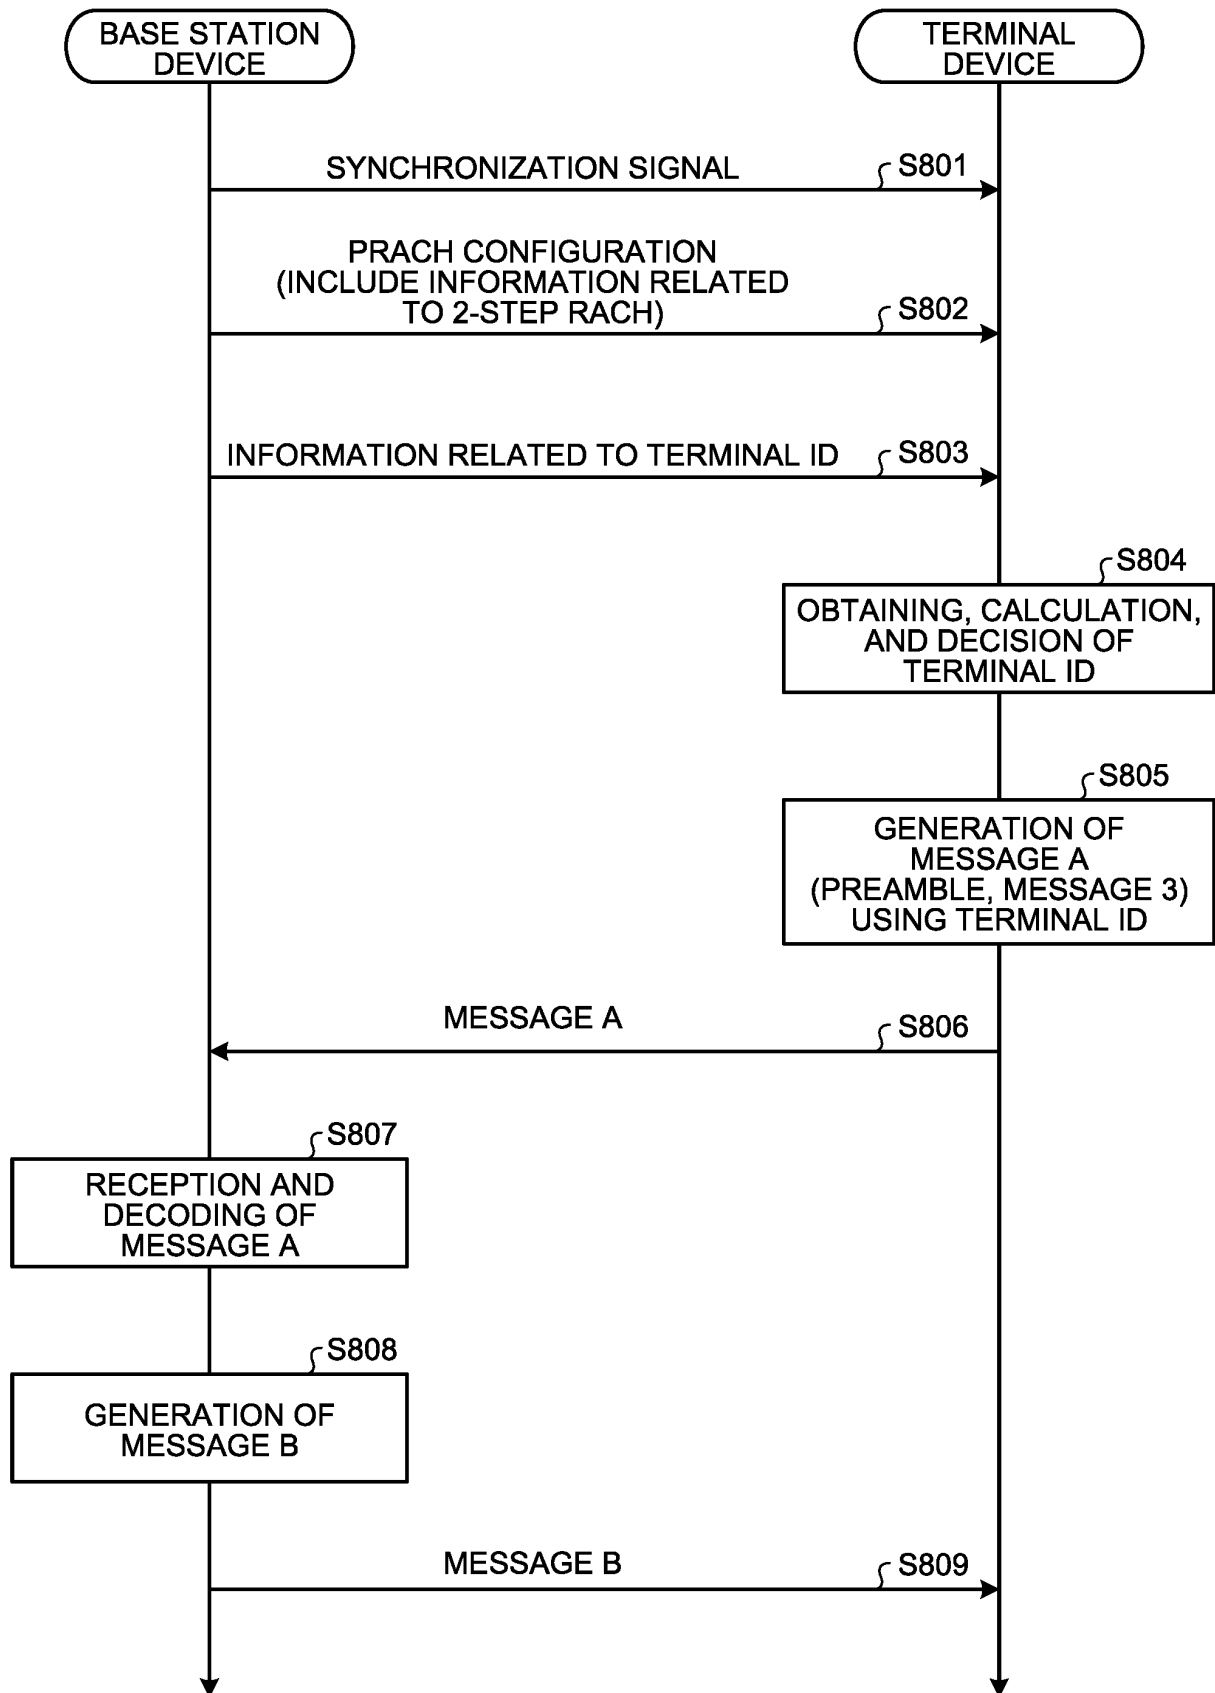 BASE STATION
DEVICE
TERMINAL
DEVICE
SYNCHRONIZATION SIGNAL
S801
PRACH CONFIGURATION
(INCLUDE INFORMATION RELATED
TO 2-STEP RACH)
S802
INFORMATION RELATED TO TERMINAL ID
S803
S804
OBTAINING, CALCULATION,
AND DECISION OF
TERMINAL ID
S805
GENERATION OF
MESSAGE A
(PREAMBLE, MESSAGE 3)
USING TERMINAL ID
MESSAGE A
S806
S807
RECEPTION AND
DECODING OF
MESSAGE A
S808
GENERATION OF
MESSAGE B
MESSAGE B
S809